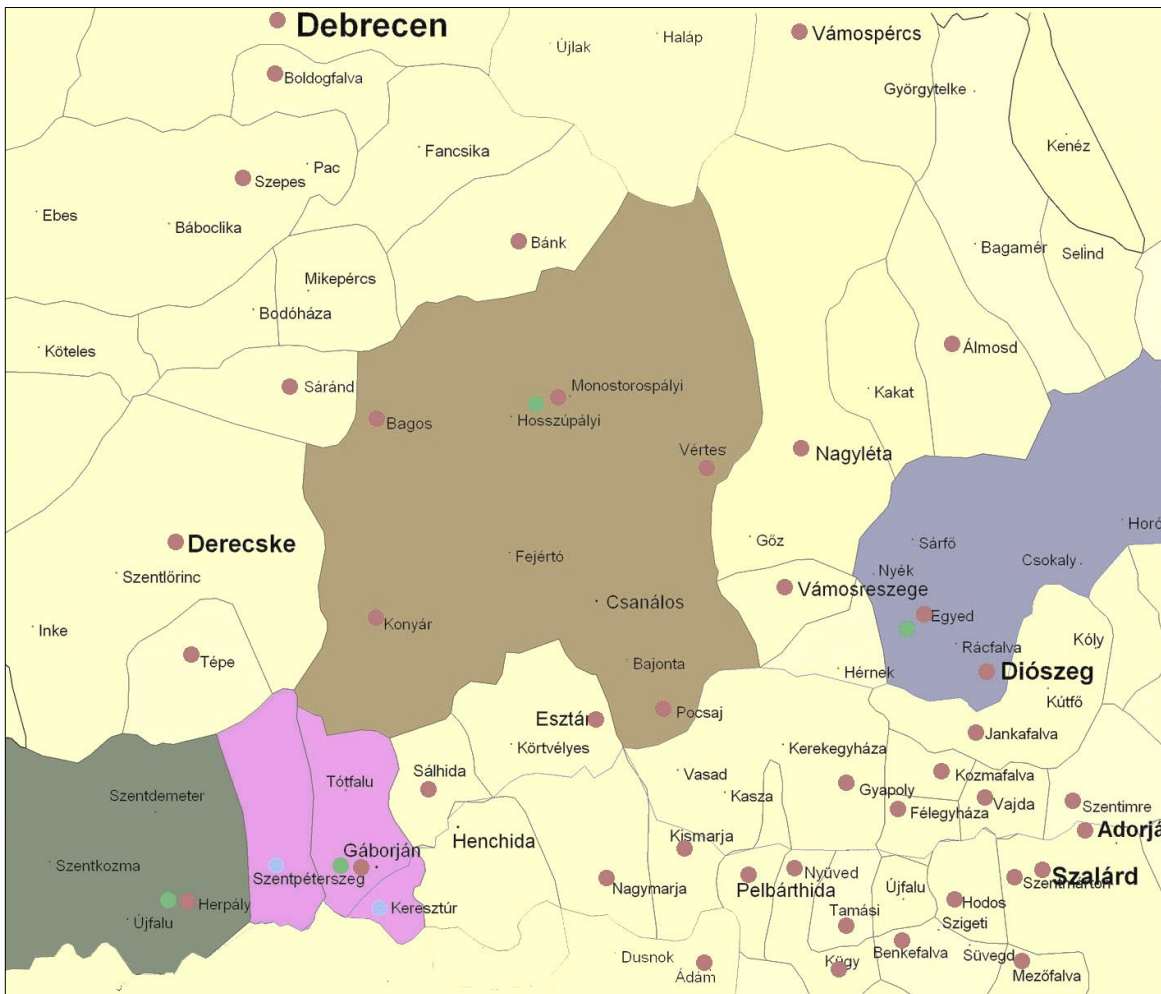 Debrecen
Vámospércs
Haláp
Újlak
Boldogfalva
Györgytelke
Kenéz
Fancsika
Pac
Szepes
Ebes
Báboclika
Bánk
Bagamér
Selind
Mikepércs
Bodóháza
Köteles
Álmosd
Sáránd
Monostorospályi
Kakat
Hosszúpályi
Bagos
Vértes
Nagyléta
Derecske
Gőz
Sárfő
Fejértó
Csokaly
Szentlőrinc
Nyék
Vámosreszege
Csanálos
Egyed
Konyár
Inke
Kóly
Rácfalva
Tépe
Bajonta
Hérnek
Diószeg
Kútfő
Pocsaj
Esztár
Jankafalva
Körtvélyes
Kerekegyháza
Sálhida
Vasad
Kozmafalva
Tótfalu
Gyapoly
Kasza
Szentdemeter
Vajda
Szentimre
Félegyháza
Adorjá
Kismarja
Henchida
Gáborján
Szentkozma
Nyüved
Szentpéterszeg
Szalárd
Pelbárthida
Szentmárton
Nagymarja
Újfalu
Hodos
Herpály
Keresztúr
Tamási
Újfalu
Szigeti
Benkefalva
Süvegd
Dusnok
Kügy
Ádám
Mezőfalva